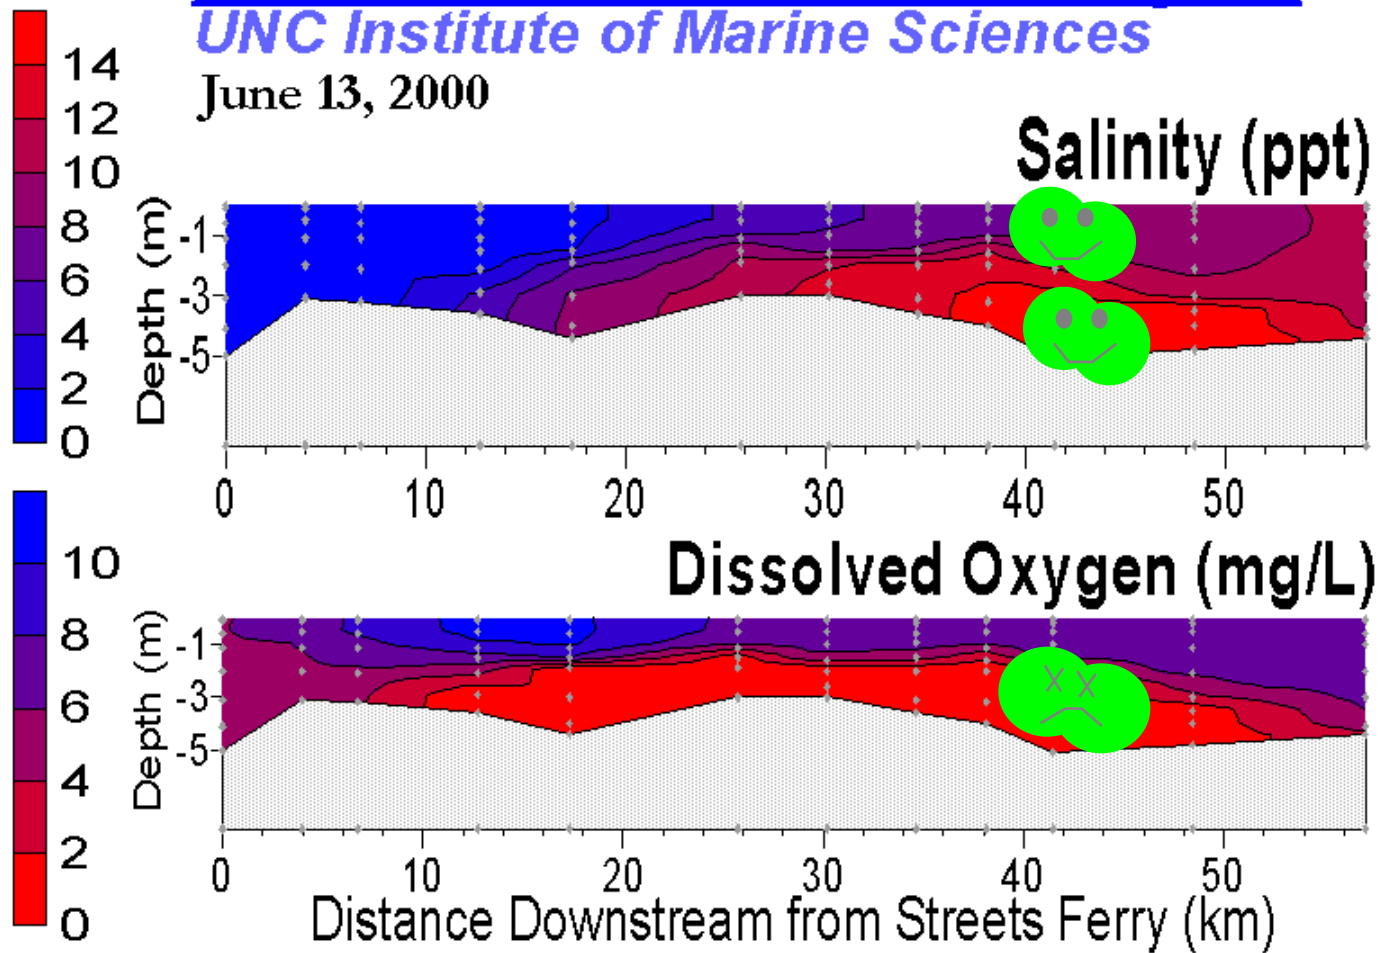 UNC Institute of Marine Sciences
June 13, 2000
Salinity (ppt)
14
12
10
8
6
4
2
0
Depth (m)
-1
-3
-5
0 10 20 30 40 50
Dissolved Oxygen (mg/L)
10
8
6
4
2
0
Depth (m)
-1
-3
-5
0 10 20 30 40 50
Distance Downstream from Streets Ferry (km)